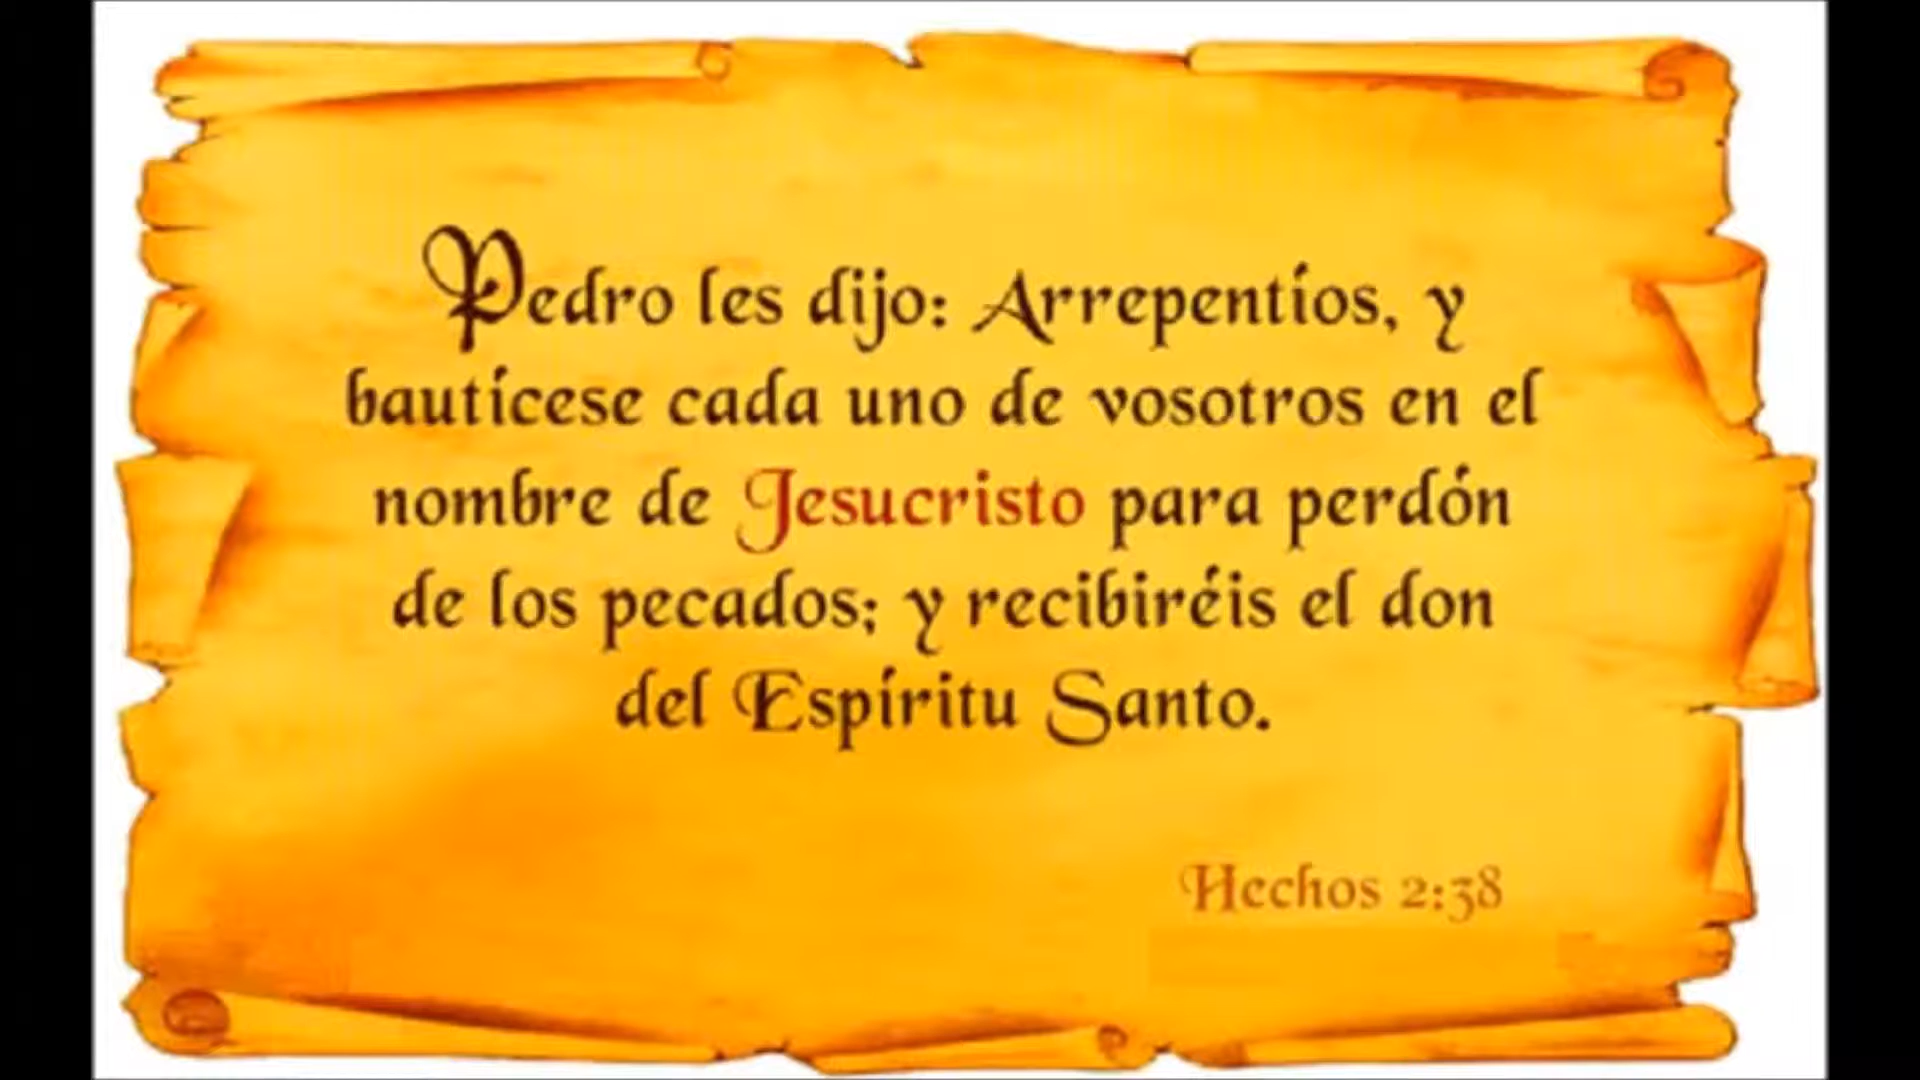 Pedro les dijo: Arrepentíos, y
bautícese cada uno de vosotros en el
nombre de Jesucristo para perdón
de los pecados; y recibiréis el don
del Espíritu Santo.
Hechos 2:38